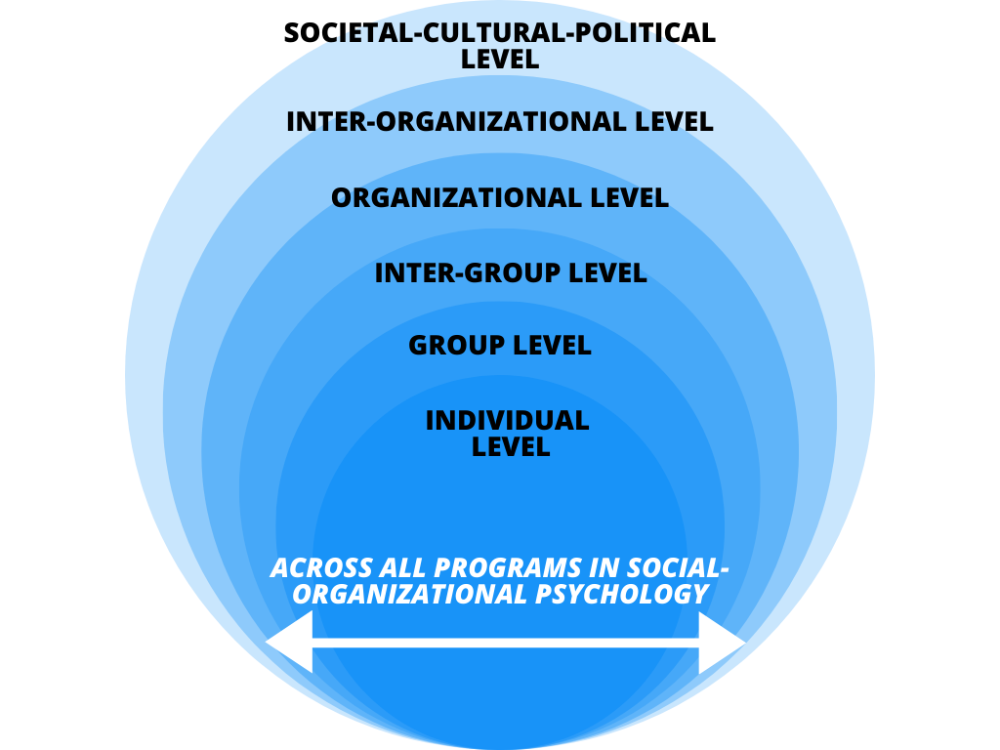 SOCIETAL-CULTURAL-POLITICAL
LEVEL
INTER-ORGANIZATIONAL LEVEL
ORGANIZATIONAL LEVEL
INTER-GROUP LEVEL
GROUP LEVEL
INDIVIDUAL
LEVEL
ACROSS ALL PROGRAMS IN SOCIAL-
ORGANIZATIONAL PSYCHOLOGY